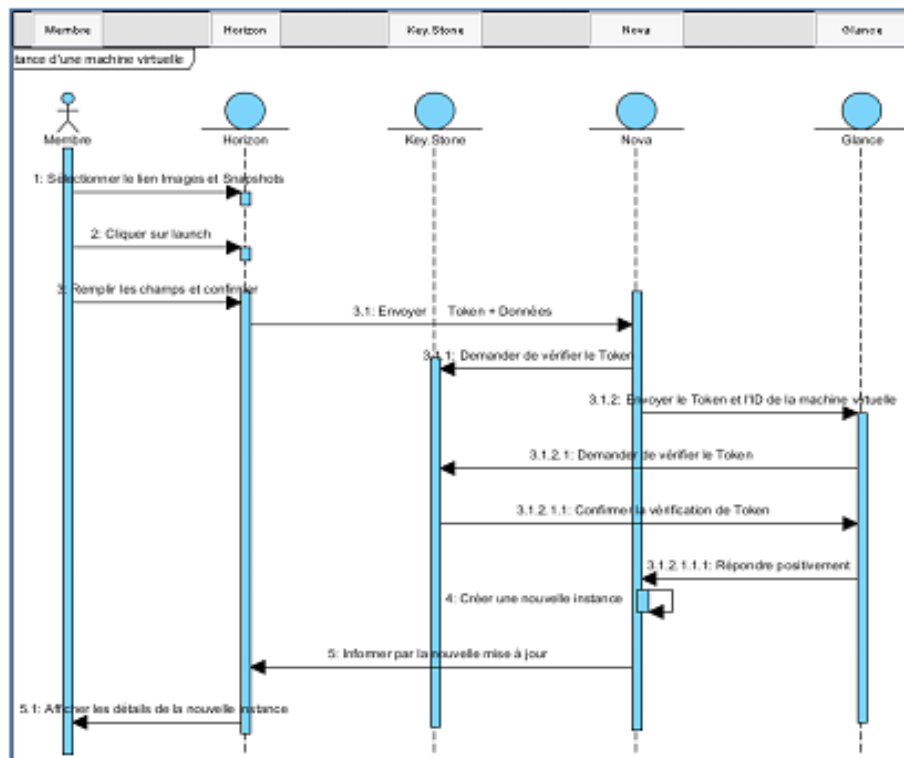 Membre Horizon Key.Stone Nova Glance
tance d'une machine virtuelle
Membre Horizon Key.Stone Nova Glance
1: Sélectionner le lien Images et Snapshots
2: Cliquer sur launch
3: Remplir les champs et confirmer
3.1: Envoyer Token + Données
3.1.1: Demander de vérifier le Token
3.1.2: Envoyer le Token et l'ID de la machine virtuelle
3.1.2.1: Demander de vérifier le Token
3.1.2.1.1: Confirmer la vérification de Token
3.1.2.1.1.1: Répondre positivement
4: Créer une nouvelle instance
5: Informer par la nouvelle mise à jour
5.1: Afficher les détails de la nouvelle instance